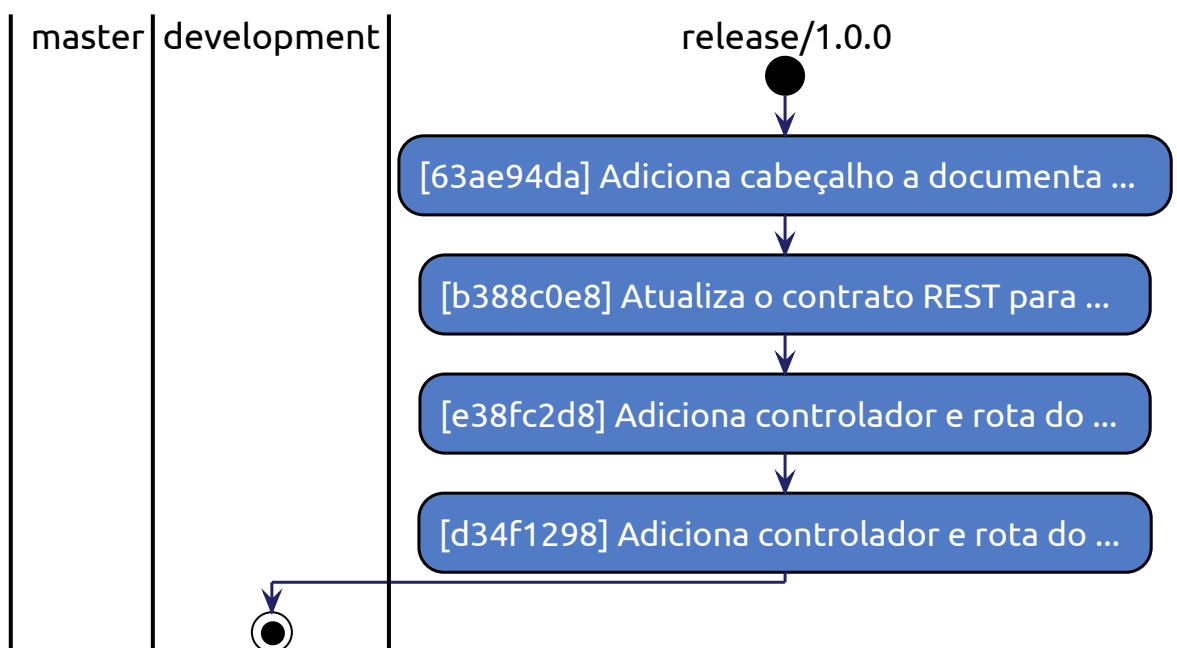 master development release/1.0.0
[63ae94da] Adiciona cabeçalho a documenta ...
[b388c0e8] Atualiza o contrato REST para ...
[e38fc2d8] Adiciona controlador e rota do ...
[d34f1298] Adiciona controlador e rota do ...